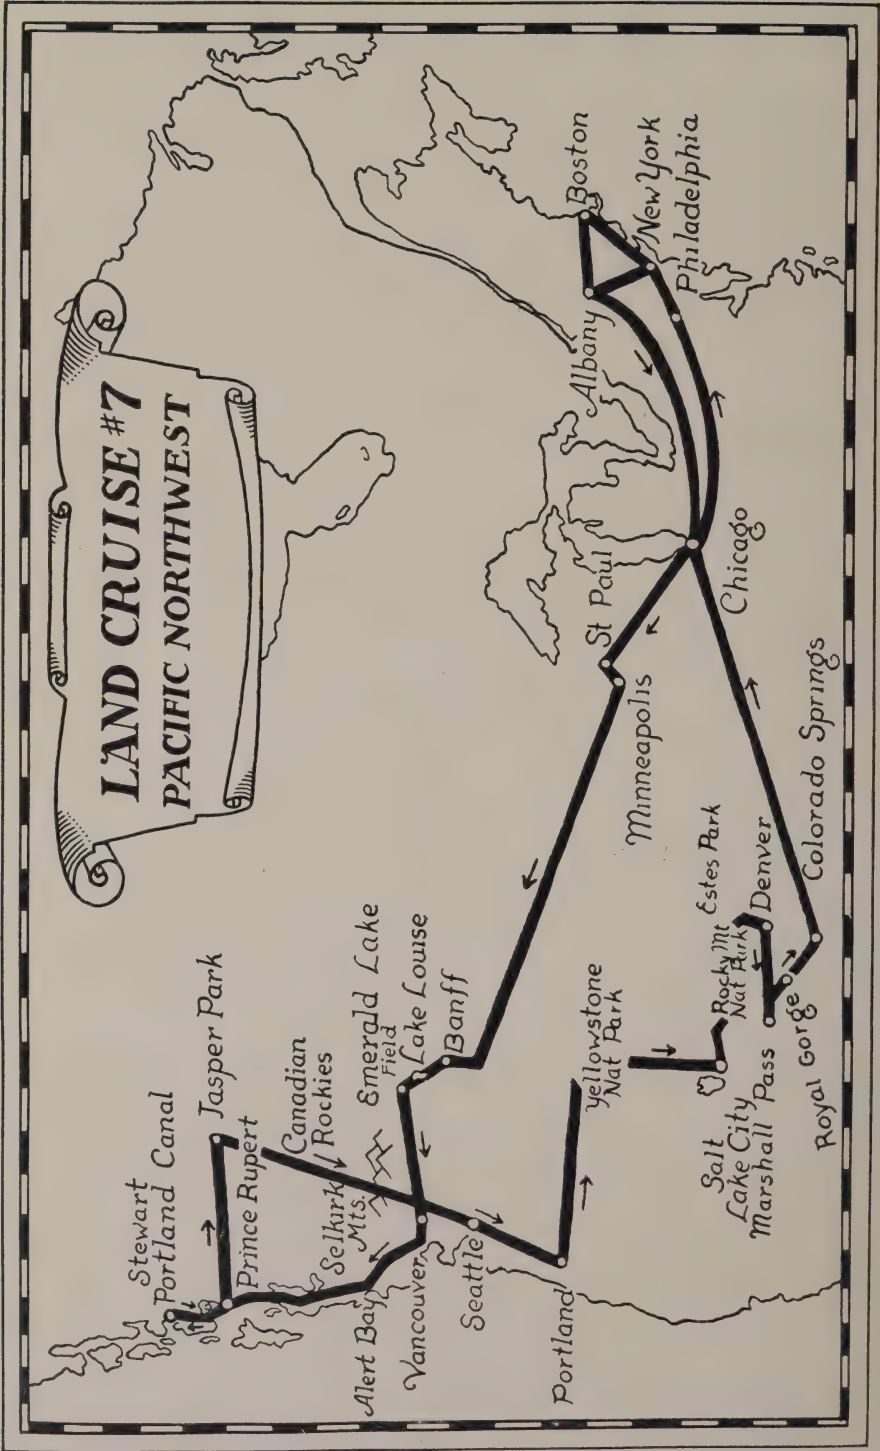 LAND CRUISE #7
PACIFIC NORTHWEST
Stewart
Portland Canal
Jasper Park
Prince Rupert
Canadian
Rockies
Selkirk
Mts.
Emerald Lake
Field
Lake Louise
Banff
Alert Bay
Vancouver
Seattle
Portland
Yellowstone
Nat Park
Salt
Lake City
Marshall Pass
Royal Gorge
Rocky Mt
Nat Park
Estes Park
Denver
Colorado Springs
Minneapolis
St Paul
Chicago
Albany
Boston
New York
Philadelphia